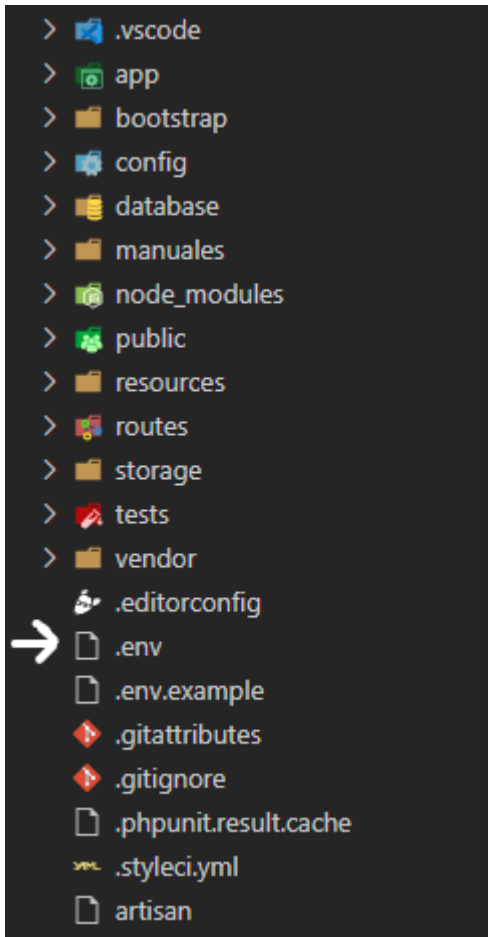 .vscode
app
bootstrap
config
database
manuales
node_modules
public
resources
routes
storage
tests
vendor
.editorconfig
.env
.env.example
.gitattributes
.gitignore
.phpunit.result.cache
.styleci.yml
artisan